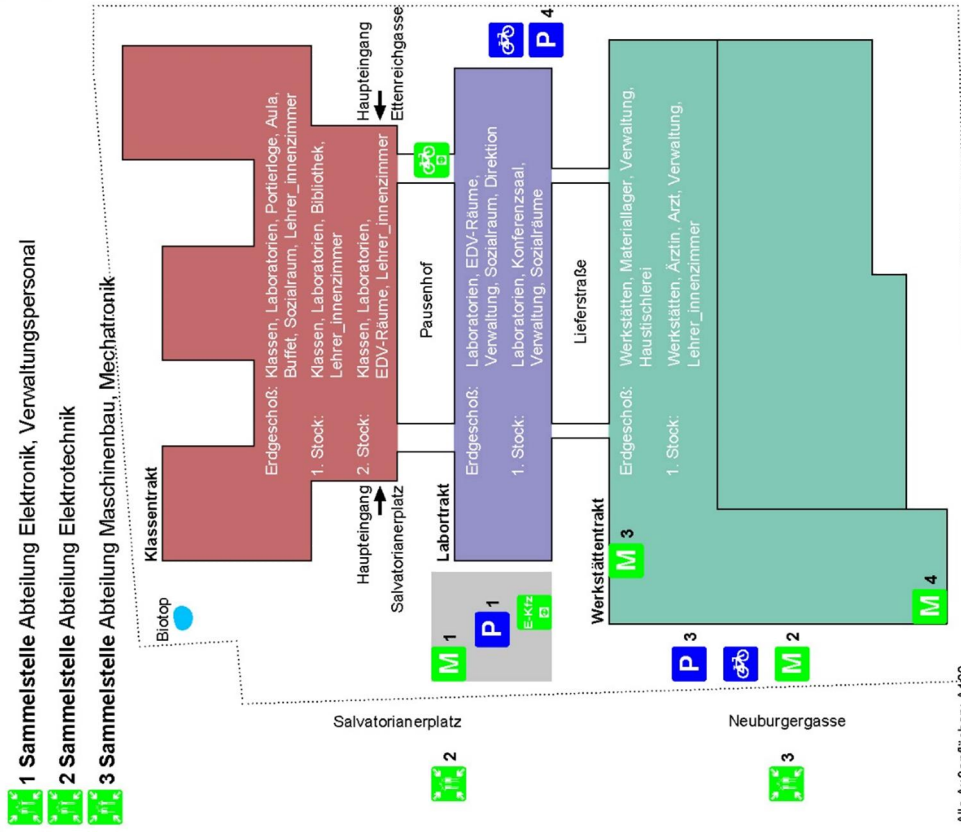 1 Sammelstelle Abteilung Elektronik, Verwaltungspersonal
2 Sammelstelle Abteilung Elektrotechnik
3 Sammelstelle Abteilung Maschinenbau, Mechatronik
Biotop
Klassentrakt
Erdgeschoß: Klassen, Laboratorien, Portierloge, Aula,
Buffet, Sozialraum, Lehrer_innenzimmer
1. Stock: Klassen, Laboratorien, Bibliothek,
Lehrer_innenzimmer
2. Stock: Klassen, Laboratorien,
EDV-Räume, Lehrer_innenzimmer
Haupteingang
Salvatorianerplatz
Haupteingang
Ettenreichgasse
Pausenhof
Salvatorianerplatz
2
M 1
P 1
E-Kfz
Labortrakt
Erdgeschoß: Laboratorien, EDV-Räume,
Verwaltung, Sozialraum, Direktion
1. Stock: Laboratorien, Konferenzsaal,
Verwaltung, Sozialräume
P 4
Lieferstraße
Werkstättentrakt
M 3
Erdgeschoß: Werkstätten, Materiallager, Verwaltung,
Haustischlerei
1. Stock: Werkstätten, Ärztin, Arzt, Verwaltung,
Lehrer_innenzimmer
P 3
M 2
M 4
Neuburgergasse
3